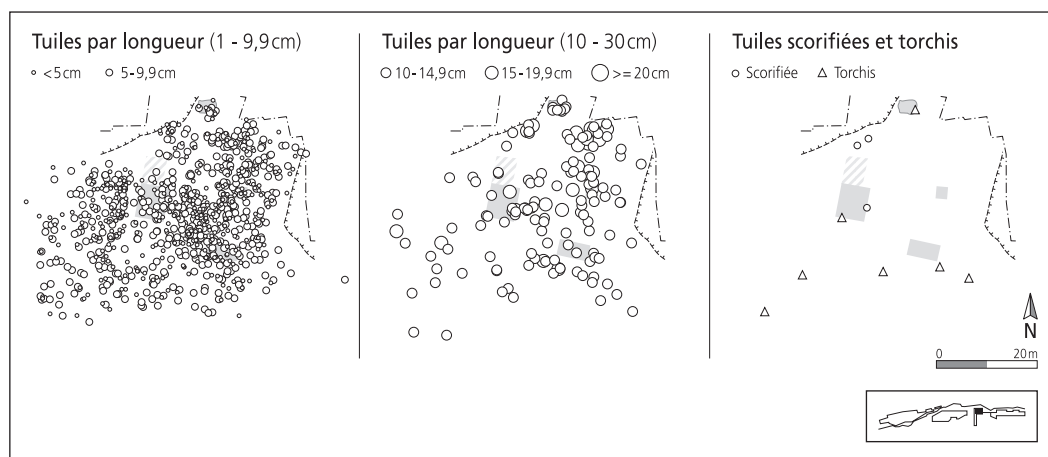 Tuiles par longueur (1 - 9,9cm)
<5cm 5-9,9cm
Tuiles par longueur (10 - 30cm)
10-14,9cm 15-19,9cm >= 20cm
Tuiles scorifiées et torchis
Scorifiée Torchis
N
0 20m